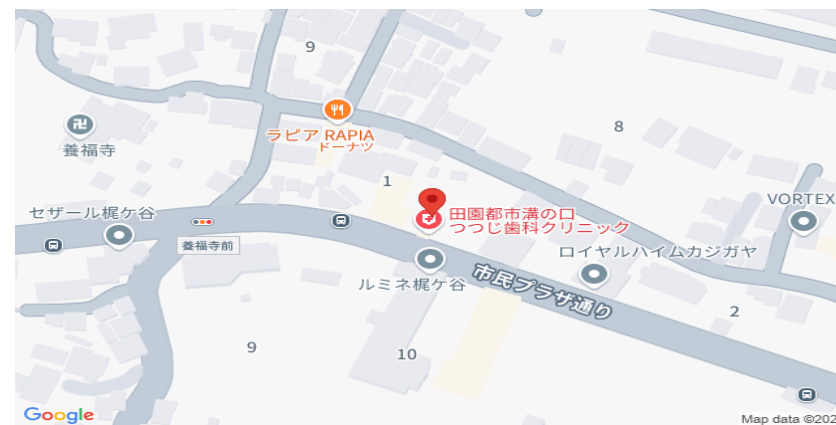 9
8
ラピア RAPIA
ドーナツ
卍
養福寺
1
VORTEX
田園都市溝の口
つつじ歯科クリニック
セザール梶ケ谷
養福寺前
ロイヤルハイムカジガヤ
ルミネ梶ケ谷
市民プラザ通り
2
9
10
Google
Map data ©202